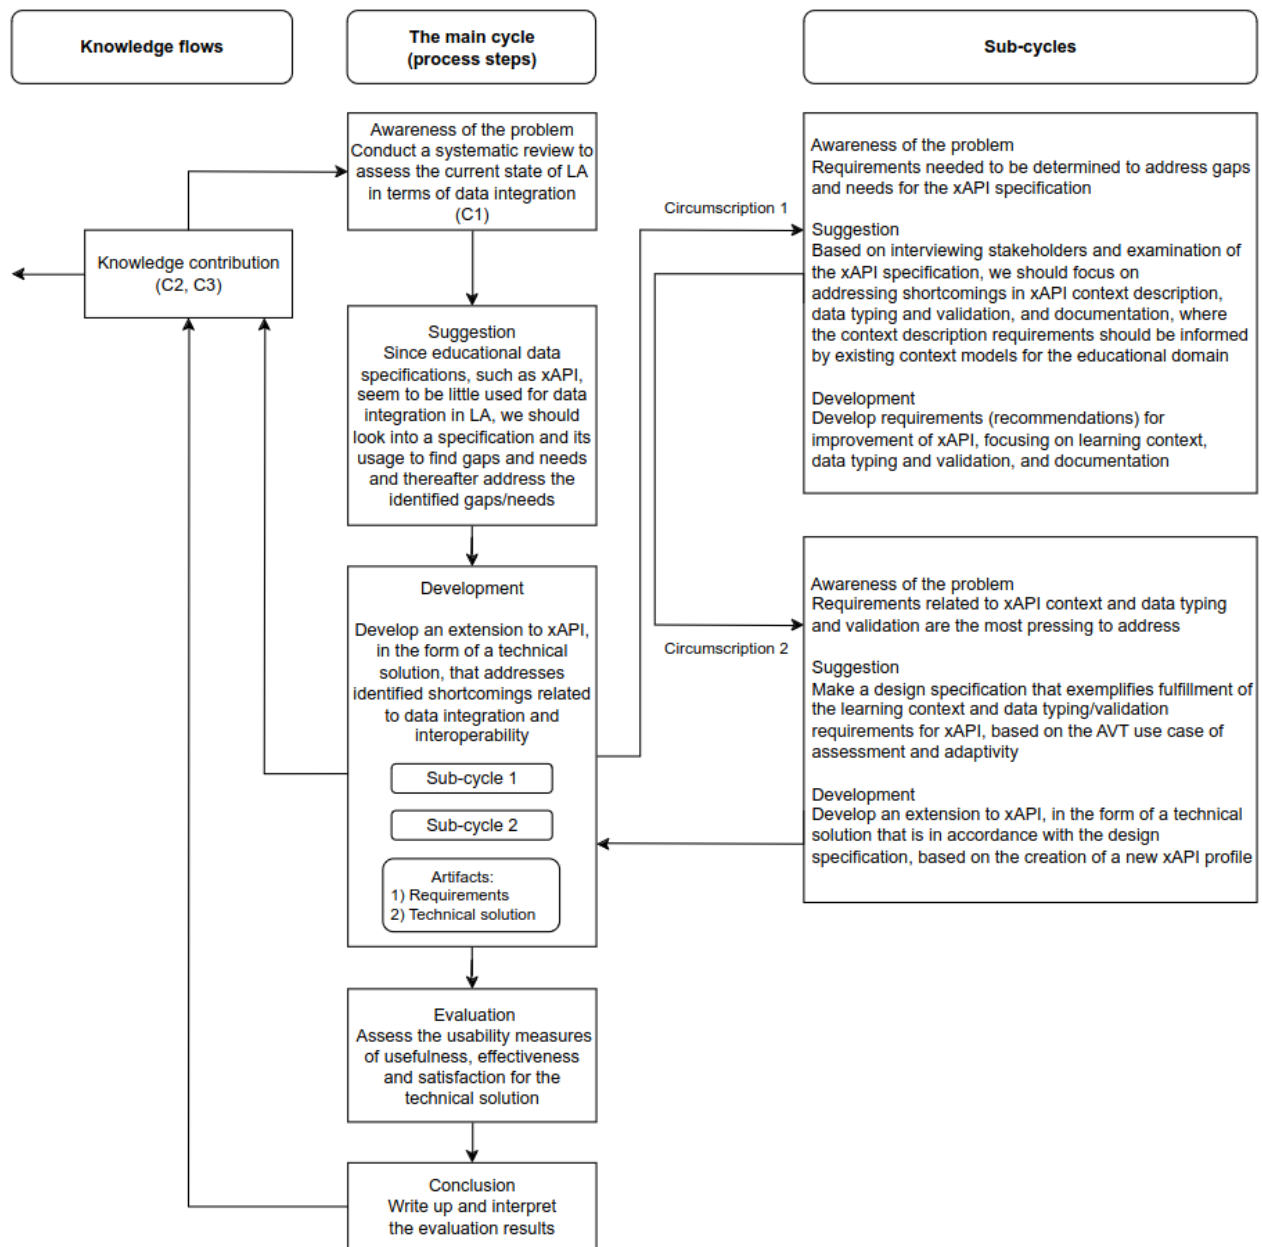 Knowledge flows
The main cycle
(process steps)
Sub-cycles
Awareness of the problem
Conduct a systematic review to
assess the current state of LA
in terms of data integration
(C1)
Knowledge contribution
(C2, C3)
Suggestion
Since educational data
specifications, such as xAPI,
seem to be little used for data
integration in LA, we should
look into a specification and its
usage to find gaps and needs
and thereafter address the
identified gaps/needs
Development
Develop an extension to xAPI,
in the form of a technical
solution, that addresses
identified shortcomings related
to data integration and
interoperability
Sub-cycle 1
Sub-cycle 2
Artifacts:
1) Requirements
2) Technical solution
Evaluation
Assess the usability measures
of usefulness, effectiveness
and satisfaction for the
technical solution
Conclusion
Write up and interpret
the evaluation results
Circumscription 1
Awareness of the problem
Requirements needed to be determined to address gaps
and needs for the xAPI specification
Suggestion
Based on interviewing stakeholders and examination of
the xAPI specification, we should focus on
addressing shortcomings in xAPI context description,
data typing and validation, and documentation, where
the context description requirements should be informed
by existing context models for the educational domain
Development
Develop requirements (recommendations) for
improvement of xAPI, focusing on learning context,
data typing and validation, and documentation
Circumscription 2
Awareness of the problem
Requirements related to xAPI context and data typing
and validation are the most pressing to address
Suggestion
Make a design specification that exemplifies fulfillment of
the learning context and data typing/validation
requirements for xAPI, based on the AVT use case of
assessment and adaptivity
Development
Develop an extension to xAPI, in the form of a technical
solution that is in accordance with the design
specification, based on the creation of a new xAPI profile